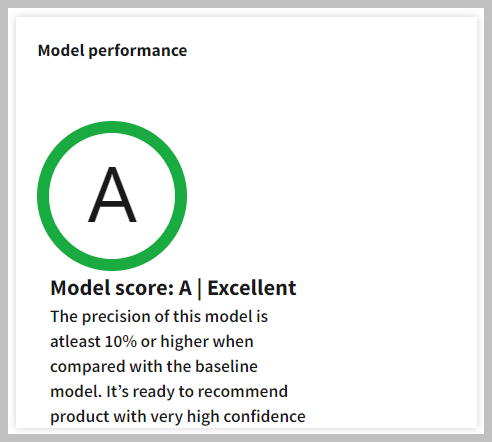 Model performance
A
Model score: A | Excellent
The precision of this model is
atleast 10% or higher when
compared with the baseline
model. It’s ready to recommend
product with very high confidence